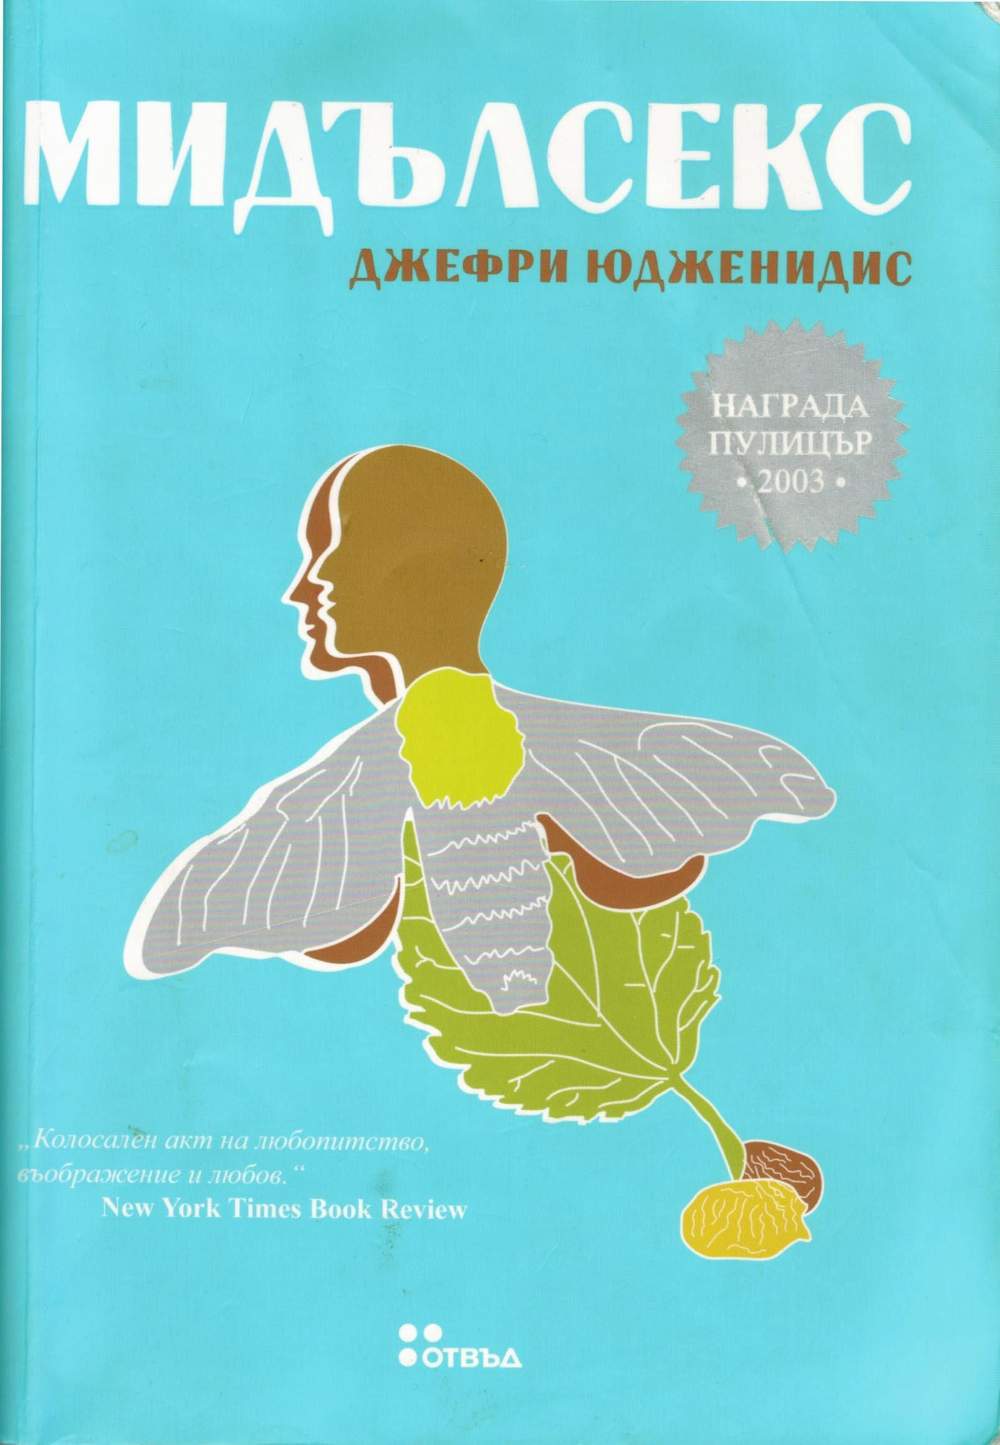 МИДЪЛСЕКС
ДЖЕФРИ ЮДЖЕНИДИС
НАГРАДА
ПУЛИЦЪР
• 2003 •
„Колосален акт на любопитство,
въображение и любов.“
New York Times Book Review
ОТВЪД